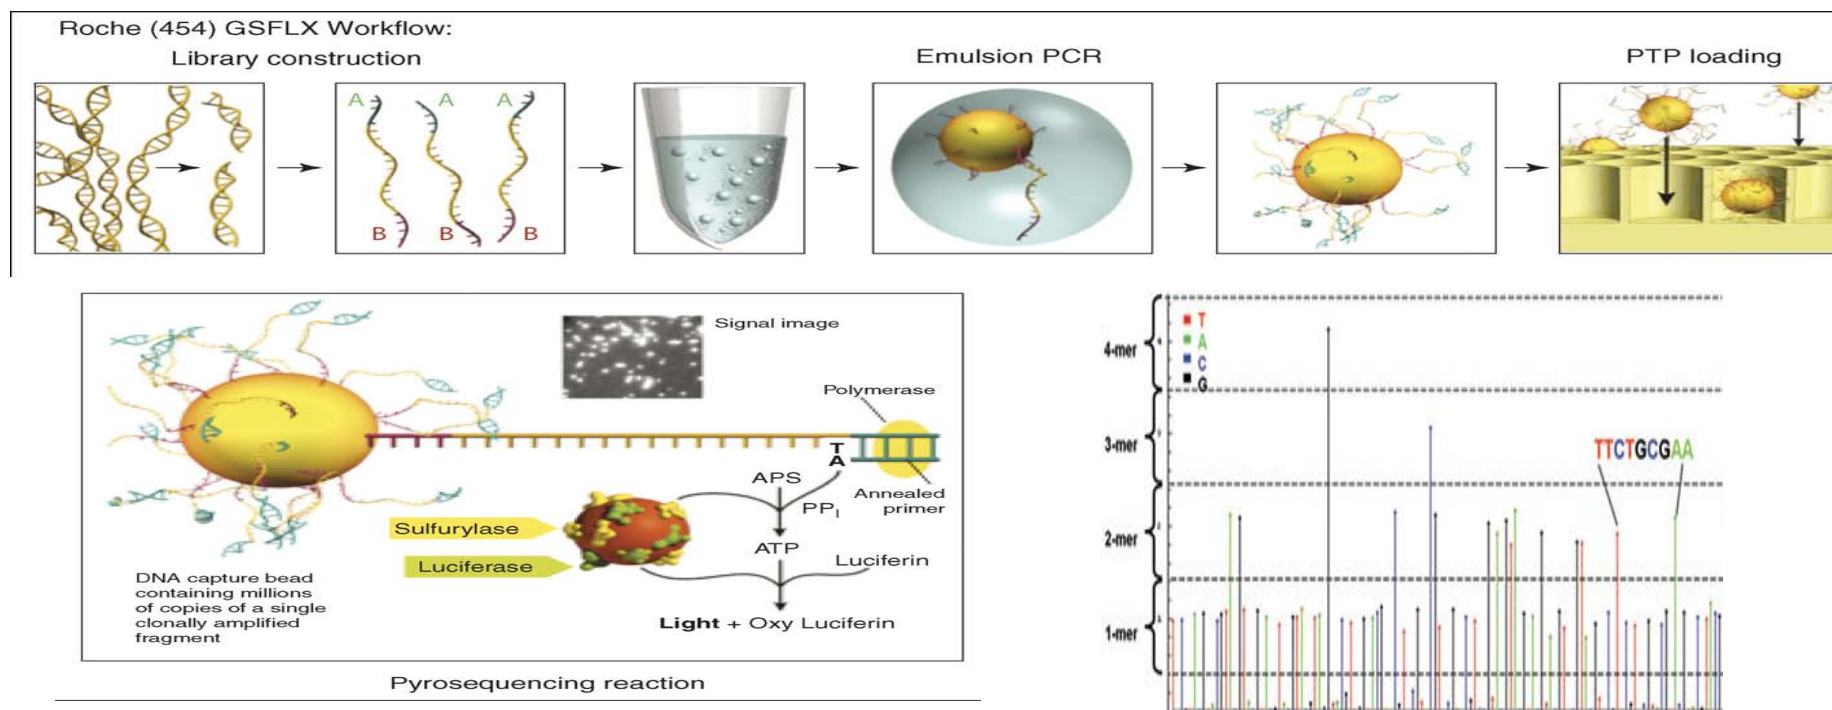 Roche (454) GSFLX Workflow:
Library construction
Emulsion PCR
PTP loading
A
A
A
B
B
B
Signal image
Polymerase
T
A
APS
PPI
Annealed
primer
Sulfurylase
Luciferase
ATP
Luciferin
DNA capture bead
containing millions
of copies of a single
clonally amplified
fragment
Light + Oxy Luciferin
Pyrosequencing reaction
T
A
C
G
4-mer
3-mer
2-mer
1-mer
TTCTGCGAA